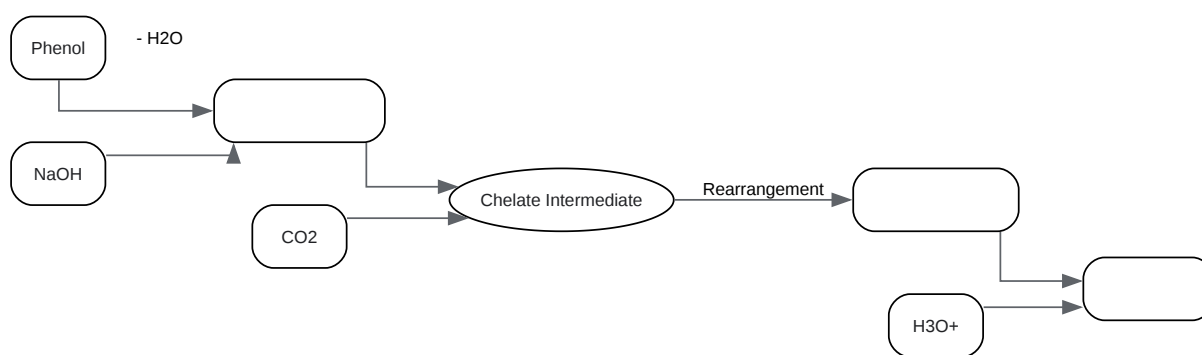 Phenol
- H2O
NaOH
CO2
Chelate Intermediate
Rearrangement
H3O+